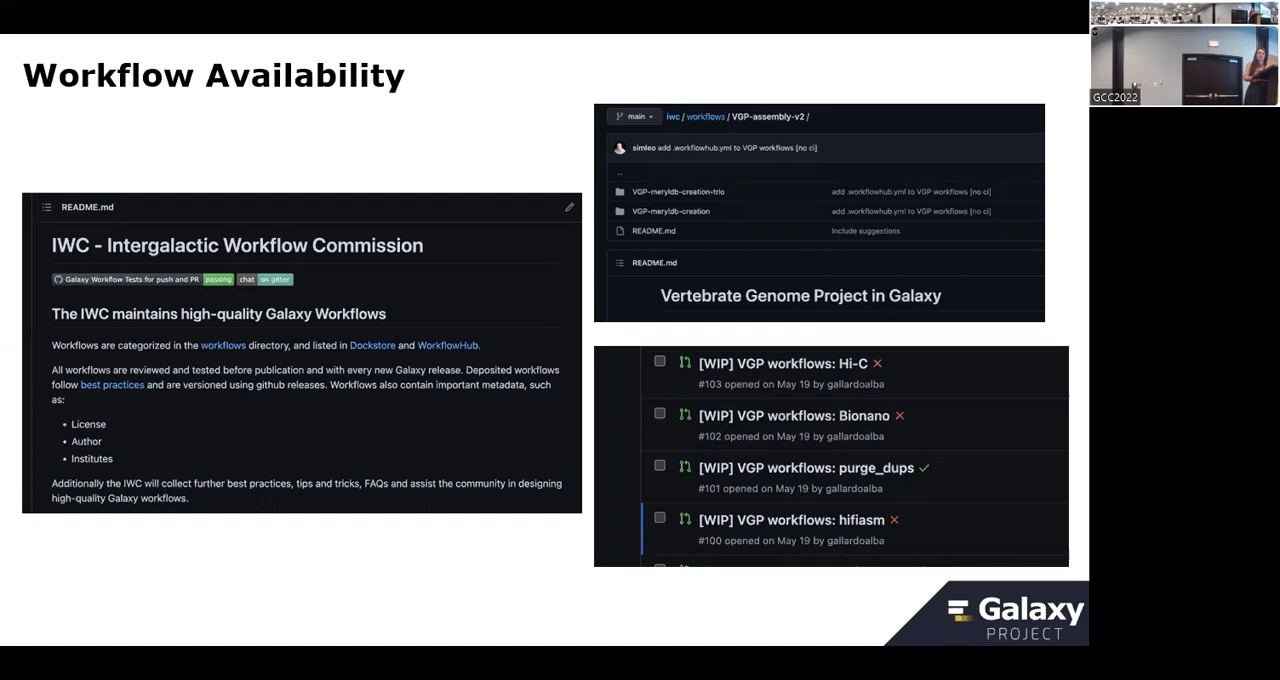 Workflow Availability
README.md
IWC - Intergalactic Workflow Commission
Galaxy Workflow Tests for push and PR passing chat on gitter
The IWC maintains high-quality Galaxy Workflows
Workflows are categorized in the workflows directory, and listed in Dockstore and WorkflowHub.
All workflows are reviewed and tested before publication and with every new Galaxy release. Deposited workflows
follow best practices and are versioned using github releases. Workflows also contain important metadata, such
as:
• License
• Author
• Institutes
Additionally the IWC will collect further best practices, tips and tricks, FAQs and assist the community in designing
high-quality Galaxy workflows.
main iwc / workflows / VGP-assembly-v2 /
simleo add .workflowhub.yml to VGP workflows [no ci]
..
VGP-meryldb-creation-trio add .workflowhub.yml to VGP workflows [no ci]
VGP-meryldb-creation add .workflowhub.yml to VGP workflows [no ci]
README.md Include suggestions
README.md
Vertebrate Genome Project in Galaxy
[WIP] VGP workflows: Hi-C
#103 opened on May 19 by gallardoalba
[WIP] VGP workflows: Bionano
#102 opened on May 19 by gallardoalba
[WIP] VGP workflows: purge_dups
#101 opened on May 19 by gallardoalba
[WIP] VGP workflows: hifiasm
#100 opened on May 19 by gallardoalba
Galaxy
PROJECT
GCC2022